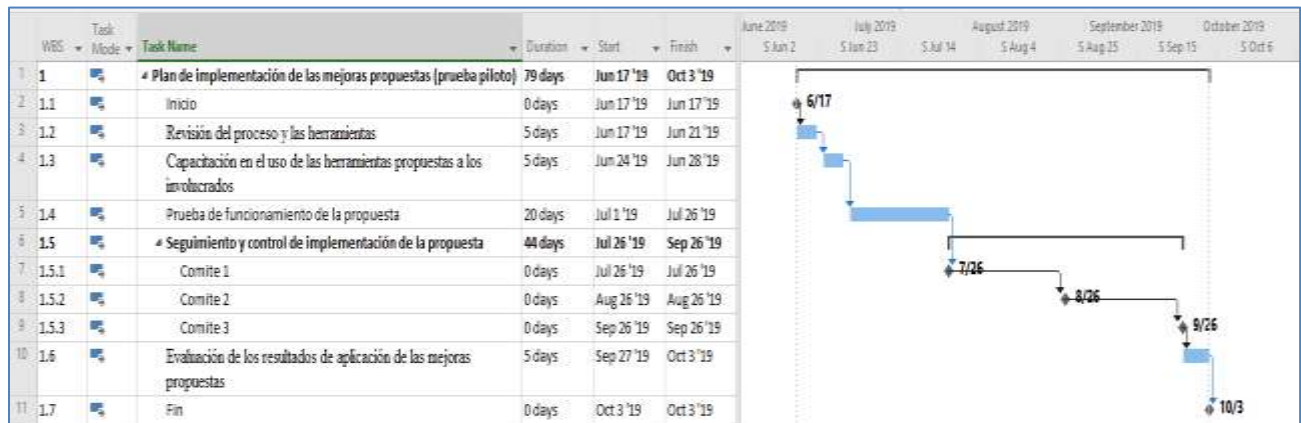 Task
WBS Mode Task Name Duration Start Finish
June 2019 July 2019 August 2019 September 2019 October 2019
S Jun 2 S Jun 23 S Jul 14 S Aug 4 S Aug 25 S Sep 15 S Oct 6
1 1 Plan de implementación de las mejoras propuestas (prueba piloto) 79 days Jun 17 '19 Oct 3 '19
2 1.1 Inicio 0 days Jun 17 '19 Jun 17 '19 6/17
3 1.2 Revisión del proceso y las herramientas 5 days Jun 17 '19 Jun 21 '19
4 1.3 Capacitación en el uso de las herramientas propuestas a los 5 days Jun 24 '19 Jun 28 '19
involucrados
5 1.4 Prueba de funcionamiento de la propuesta 20 days Jul 1 '19 Jul 26 '19
6 1.5 Seguimiento y control de implementación de la propuesta 44 days Jul 26 '19 Sep 26 '19
7 1.5.1 Comite 1 0 days Jul 26 '19 Jul 26 '19 7/26
8 1.5.2 Comite 2 0 days Aug 26 '19 Aug 26 '19 8/26
9 1.5.3 Comite 3 0 days Sep 26 '19 Sep 26 '19 9/26
10 1.6 Evaluación de los resultados de aplicación de las mejoras 5 days Sep 27 '19 Oct 3 '19
propuestas
11 1.7 Fin 0 days Oct 3 '19 Oct 3 '19 10/3